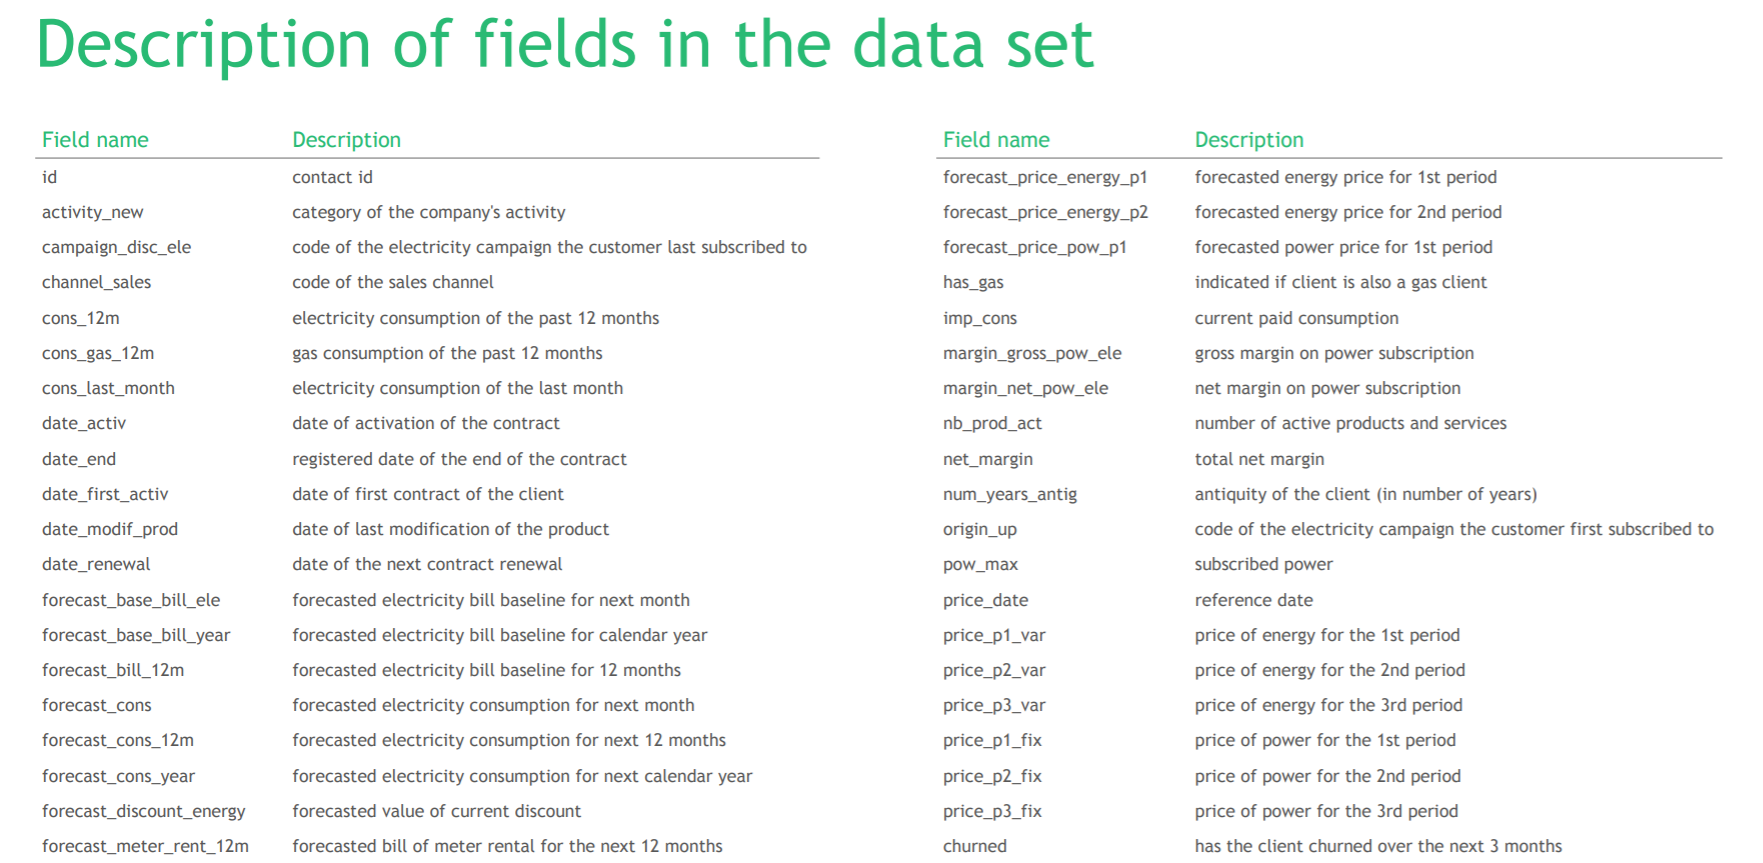 Description of fields in the data set
Field name Description
id contact id
activity_new category of the company's activity
campaign_disc_ele code of the electricity campaign the customer last subscribed to
channel_sales code of the sales channel
cons_12m electricity consumption of the past 12 months
cons_gas_12m gas consumption of the past 12 months
cons_last_month electricity consumption of the last month
date_activ date of activation of the contract
date_end registered date of the end of the contract
date_first_activ date of first contract of the client
date_modif_prod date of last modification of the product
date_renewal date of the next contract renewal
forecast_base_bill_ele forecasted electricity bill baseline for next month
forecast_base_bill_year forecasted electricity bill baseline for calendar year
forecast_bill_12m forecasted electricity bill baseline for 12 months
forecast_cons forecasted electricity consumption for next month
forecast_cons_12m forecasted electricity consumption for next 12 months
forecast_cons_year forecasted electricity consumption for next calendar year
forecast_discount_energy forecasted value of current discount
forecast_meter_rent_12m forecasted bill of meter rental for the next 12 months
Field name Description
forecast_price_energy_p1 forecasted energy price for 1st period
forecast_price_energy_p2 forecasted energy price for 2nd period
forecast_price_pow_p1 forecasted power price for 1st period
has_gas indicated if client is also a gas client
imp_cons current paid consumption
margin_gross_pow_ele gross margin on power subscription
margin_net_pow_ele net margin on power subscription
nb_prod_act number of active products and services
net_margin total net margin
num_years_antig antiquity of the client (in number of years)
origin_up code of the electricity campaign the customer first subscribed to
pow_max subscribed power
price_date reference date
price_p1_var price of energy for the 1st period
price_p2_var price of energy for the 2nd period
price_p3_var price of energy for the 3rd period
price_p1_fix price of power for the 1st period
price_p2_fix price of power for the 2nd period
price_p3_fix price of power for the 3rd period
churned has the client churned over the next 3 months